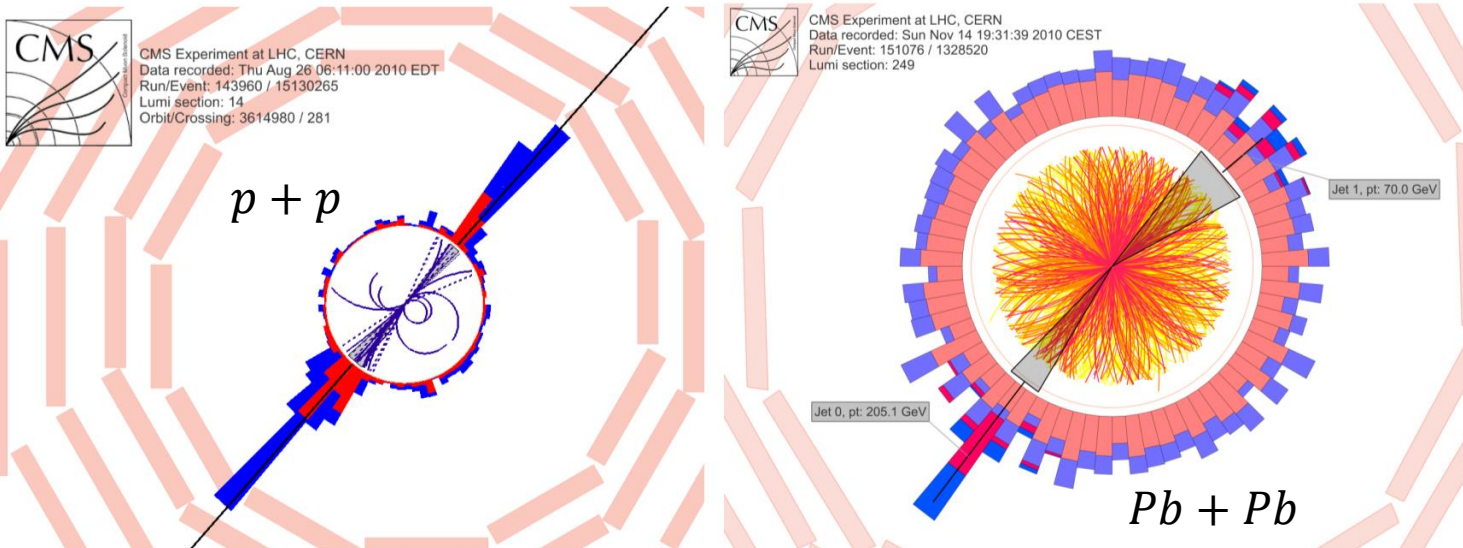 CMS
Compact Muon Solenoid
CMS Experiment at LHC, CERN
Data recorded: Thu Aug 26 06:11:00 2010 EDT
Run/Event: 143960 / 15130265
Lumi section: 14
Orbit/Crossing: 3614980 / 281
p + p
CMS
CMS Experiment at LHC, CERN
Data recorded: Sun Nov 14 19:31:39 2010 CEST
Run/Event: 151076 / 1328520
Lumi section: 249
Jet 1, pt: 70.0 GeV
Jet 0, pt: 205.1 GeV
Pb + Pb